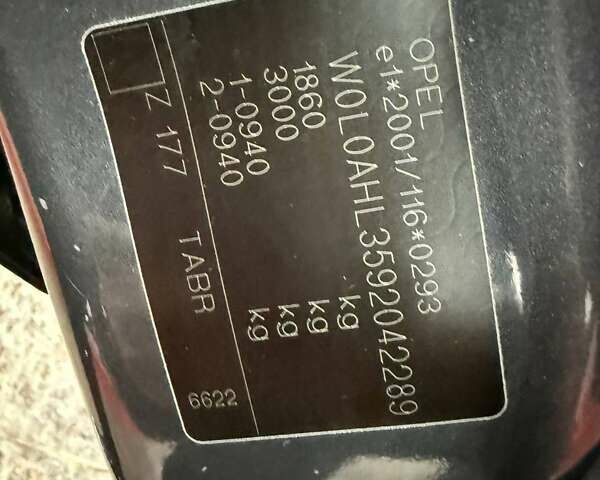 OPEL
e1*2001/116*0293
W0L0AHL3592042289
1860 kg
3000 kg
1-0940 kg
2-0940 kg
Z 177 TABR 6622